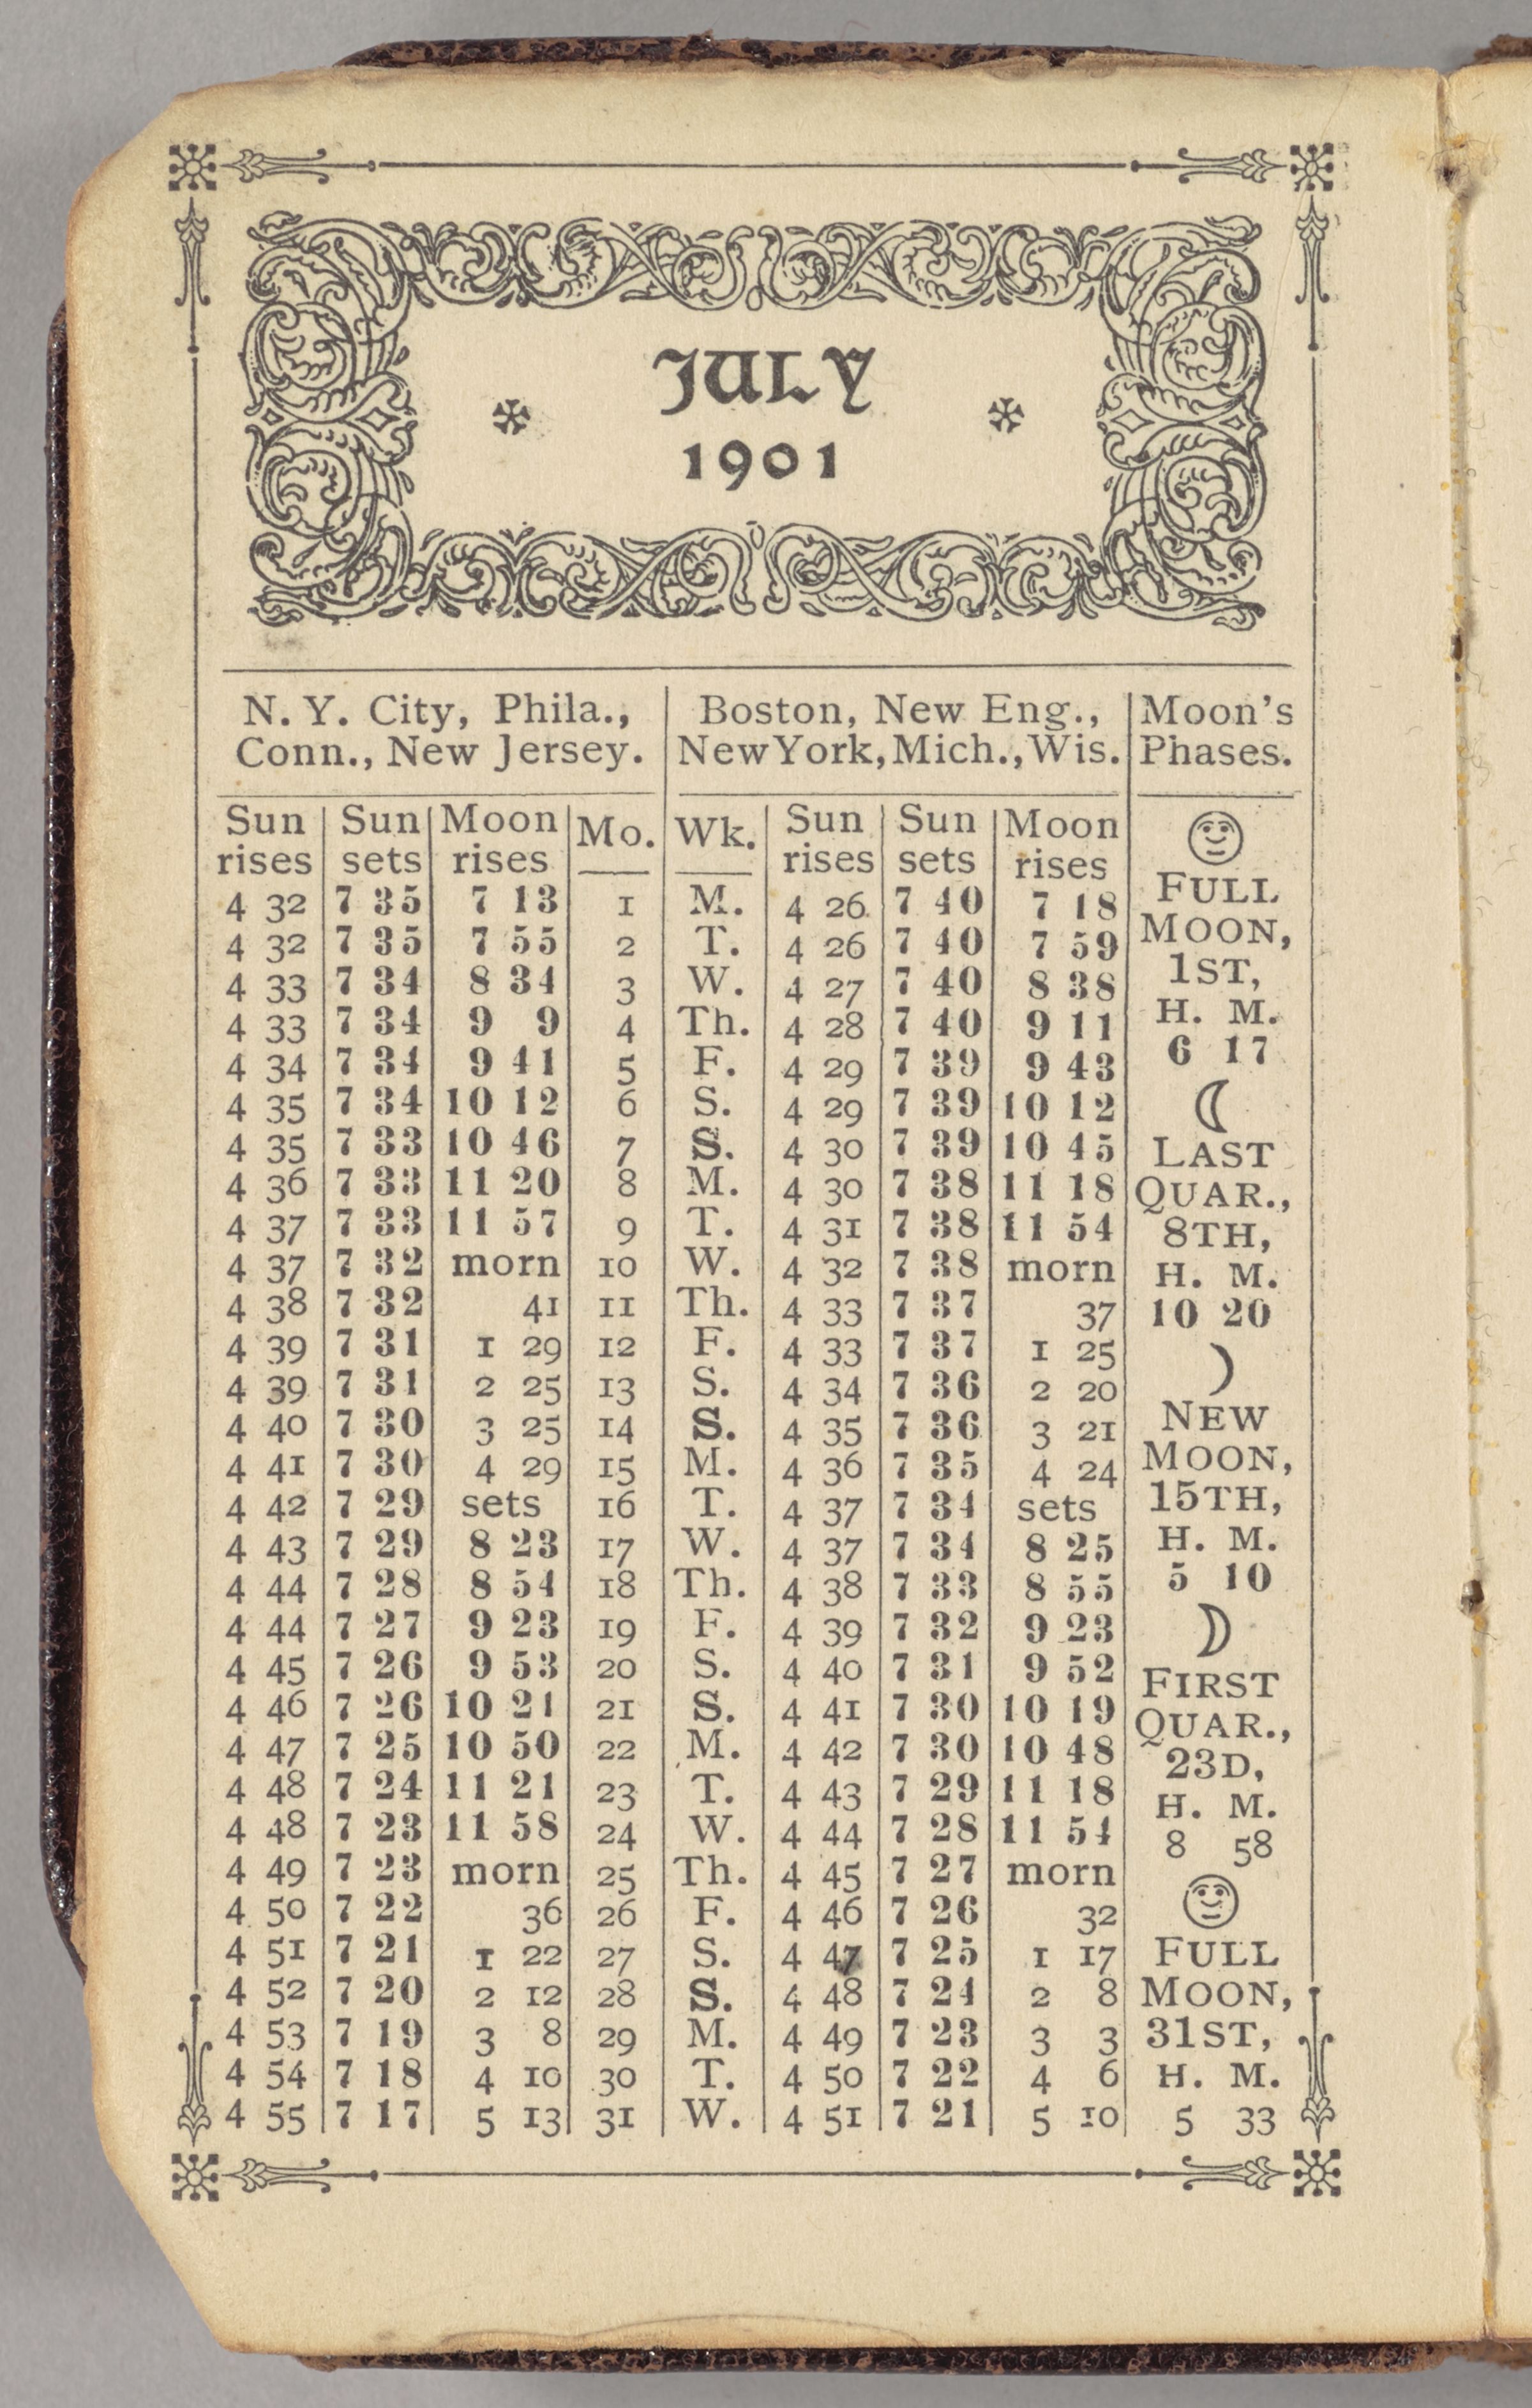 JULY
1901
N. Y. City, Phila., Conn., New Jersey. | Boston, New Eng., New York, Mich., Wis. | Moon's Phases.
Sun rises | Sun sets | Moon rises | Mo. | Wk. | Sun rises | Sun sets | Moon rises
4 32 7 35 7 13 1 M. 4 26 7 40 7 18
4 32 7 35 7 55 2 T. 4 26 7 40 7 59
4 33 7 34 8 34 3 W. 4 27 7 40 8 38
4 33 7 34 9 9 4 Th. 4 28 7 40 9 11
4 34 7 34 9 41 5 F. 4 29 7 39 9 43
4 35 7 34 10 12 6 S. 4 29 7 39 10 12
4 35 7 33 10 46 7 S. 4 30 7 39 10 45
4 36 7 33 11 20 8 M. 4 30 7 38 11 18
4 37 7 33 11 57 9 T. 4 31 7 38 11 54
4 37 7 32 morn 10 W. 4 32 7 38 morn
4 38 7 32 41 11 Th. 4 33 7 37 37
4 39 7 31 1 29 12 F. 4 33 7 37 1 25
4 39 7 31 2 25 13 S. 4 34 7 36 2 20
4 40 7 30 3 25 14 S. 4 35 7 36 3 21
4 41 7 30 4 29 15 M. 4 36 7 35 4 24
4 42 7 29 sets 16 T. 4 37 7 34 sets
4 43 7 29 8 23 17 W. 4 37 7 34 8 25
4 44 7 28 8 54 18 Th. 4 38 7 33 8 55
4 44 7 27 9 23 19 F. 4 39 7 32 9 23
4 45 7 26 9 53 20 S. 4 40 7 31 9 52
4 46 7 26 10 21 21 S. 4 41 7 30 10 19
4 47 7 25 10 50 22 M. 4 42 7 30 10 48
4 48 7 24 11 21 23 T. 4 43 7 29 11 18
4 48 7 23 11 58 24 W. 4 44 7 28 11 54
4 49 7 23 morn 25 Th. 4 45 7 27 morn
4 50 7 22 36 26 F. 4 46 7 26 32
4 51 7 21 1 22 27 S. 4 47 7 25 1 17
4 52 7 20 2 12 28 S. 4 48 7 24 2 8
4 53 7 19 3 8 29 M. 4 49 7 23 3 3
4 54 7 18 4 10 30 T. 4 50 7 22 4 6
4 55 7 17 5 13 31 W. 4 51 7 21 5 10
FULL
MOON,
1ST,
H. M.
6 17
LAST
QUAR.,
8TH,
H. M.
10 20
NEW
MOON,
15TH,
H. M.
5 10
FIRST
QUAR.,
23D,
H. M.
8 58
FULL
MOON,
31ST,
H. M.
5 33